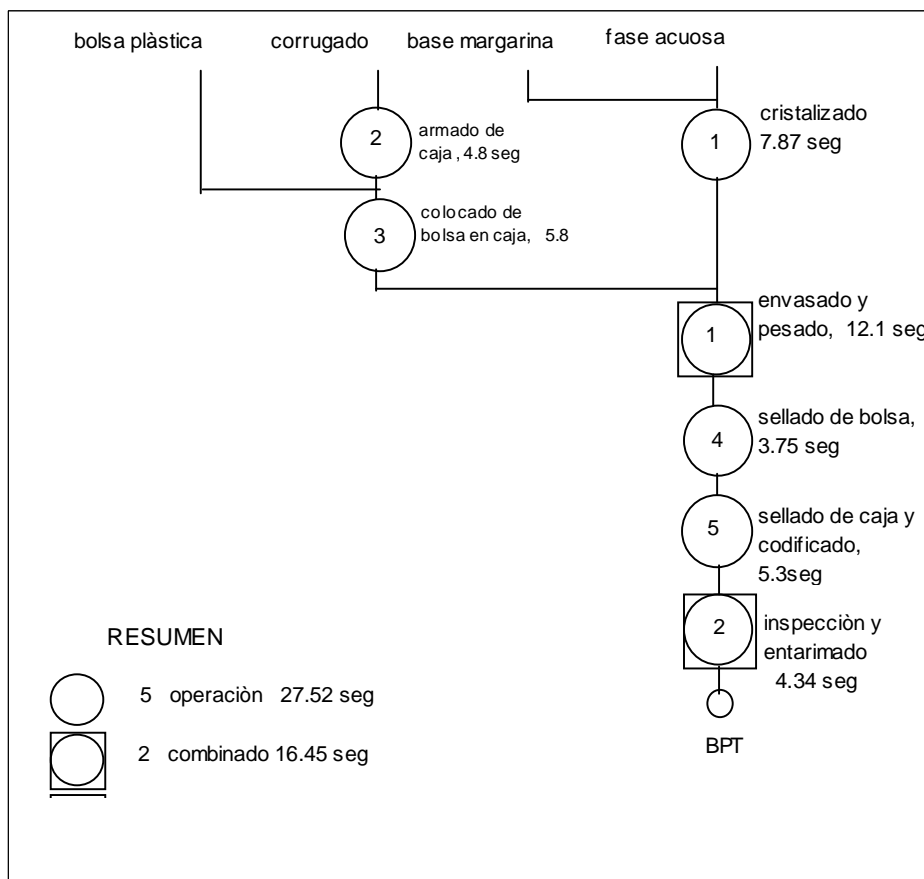 bolsa plàstica
corrugado
base margarina
fase acuosa
2
armado de
caja , 4.8 seg
1
cristalizado
7.87 seg
3
colocado de
bolsa en caja, 5.8
1
envasado y
pesado, 12.1 seg
4
sellado de bolsa,
3.75 seg
5
sellado de caja y
codificado,
5.3seg
2
inspecciòn y
entarimado
4.34 seg
BPT
RESUMEN
5 operaciòn 27.52 seg
2 combinado 16.45 seg